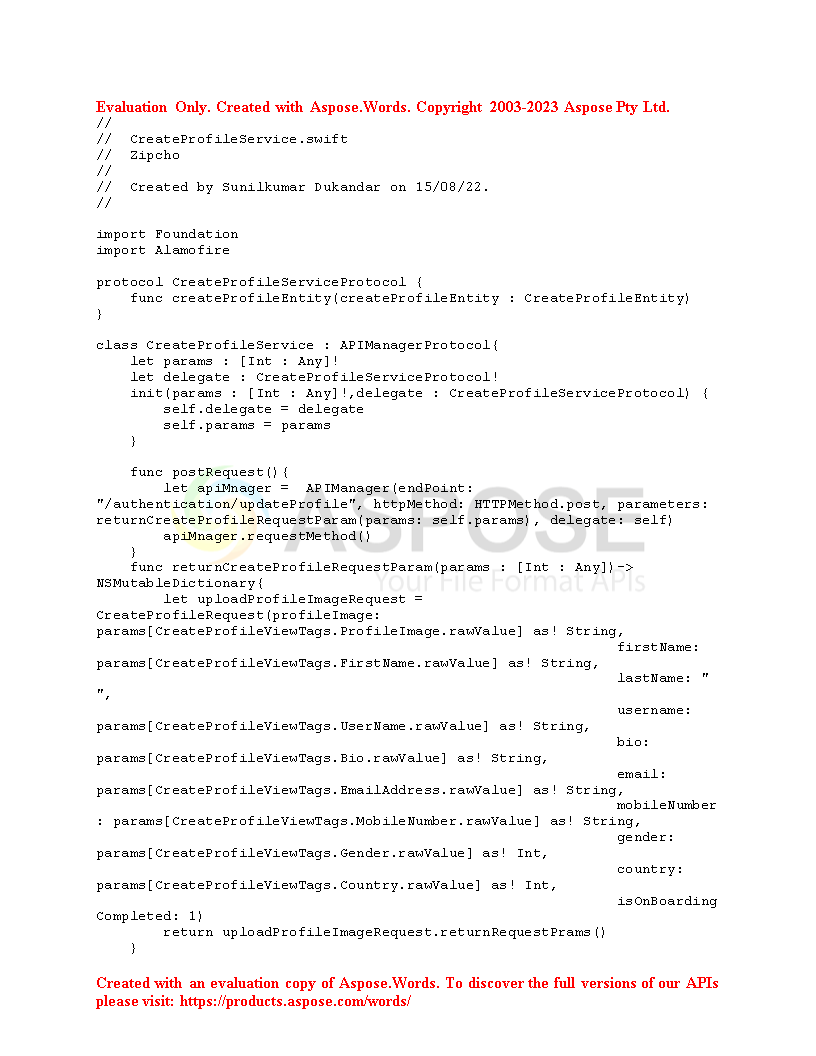 Evaluation Only. Created with Aspose.Words. Copyright 2003-2023 Aspose Pty Ltd.
//
//  CreateProfileService.swift
//  Zipcho
//
//  Created by Sunilkumar Dukandar on 15/08/22.
//
import Foundation
import Alamofire
protocol CreateProfileServiceProtocol {
    func createProfileEntity(createProfileEntity : CreateProfileEntity)
}
class CreateProfileService : APIManagerProtocol{
    let params : [Int : Any]!
    let delegate : CreateProfileServiceProtocol!
    init(params : [Int : Any]!,delegate : CreateProfileServiceProtocol) {
        self.delegate = delegate
        self.params = params
    }
    func postRequest(){
        let apiMnager =  APIManager(endPoint:
"/authentication/updateProfile", httpMethod: HTTPMethod.post, parameters:
returnCreateProfileRequestParam(params: self.params), delegate: self)
        apiMnager.requestMethod()
    }
    func returnCreateProfileRequestParam(params : [Int : Any])->
NSMutableDictionary{
        let uploadProfileImageRequest =
CreateProfileRequest(profileImage:
params[CreateProfileViewTags.ProfileImage.rawValue] as! String,
                                                              firstName:
params[CreateProfileViewTags.FirstName.rawValue] as! String,
                                                              lastName: "
",
                                                              username:
params[CreateProfileViewTags.UserName.rawValue] as! String,
                                                              bio:
params[CreateProfileViewTags.Bio.rawValue] as! String,
                                                              email:
params[CreateProfileViewTags.EmailAddress.rawValue] as! String,
                                                              mobileNumber
: params[CreateProfileViewTags.MobileNumber.rawValue] as! String,
                                                              gender:
params[CreateProfileViewTags.Gender.rawValue] as! Int,
                                                              country:
params[CreateProfileViewTags.Country.rawValue] as! Int,
                                                              isOnBoarding
Completed: 1)
        return uploadProfileImageRequest.returnRequestPrams()
    }
ASPOSE
Your File Format APIs
Created with an evaluation copy of Aspose.Words. To discover the full versions of our APIs
please visit: https://products.aspose.com/words/